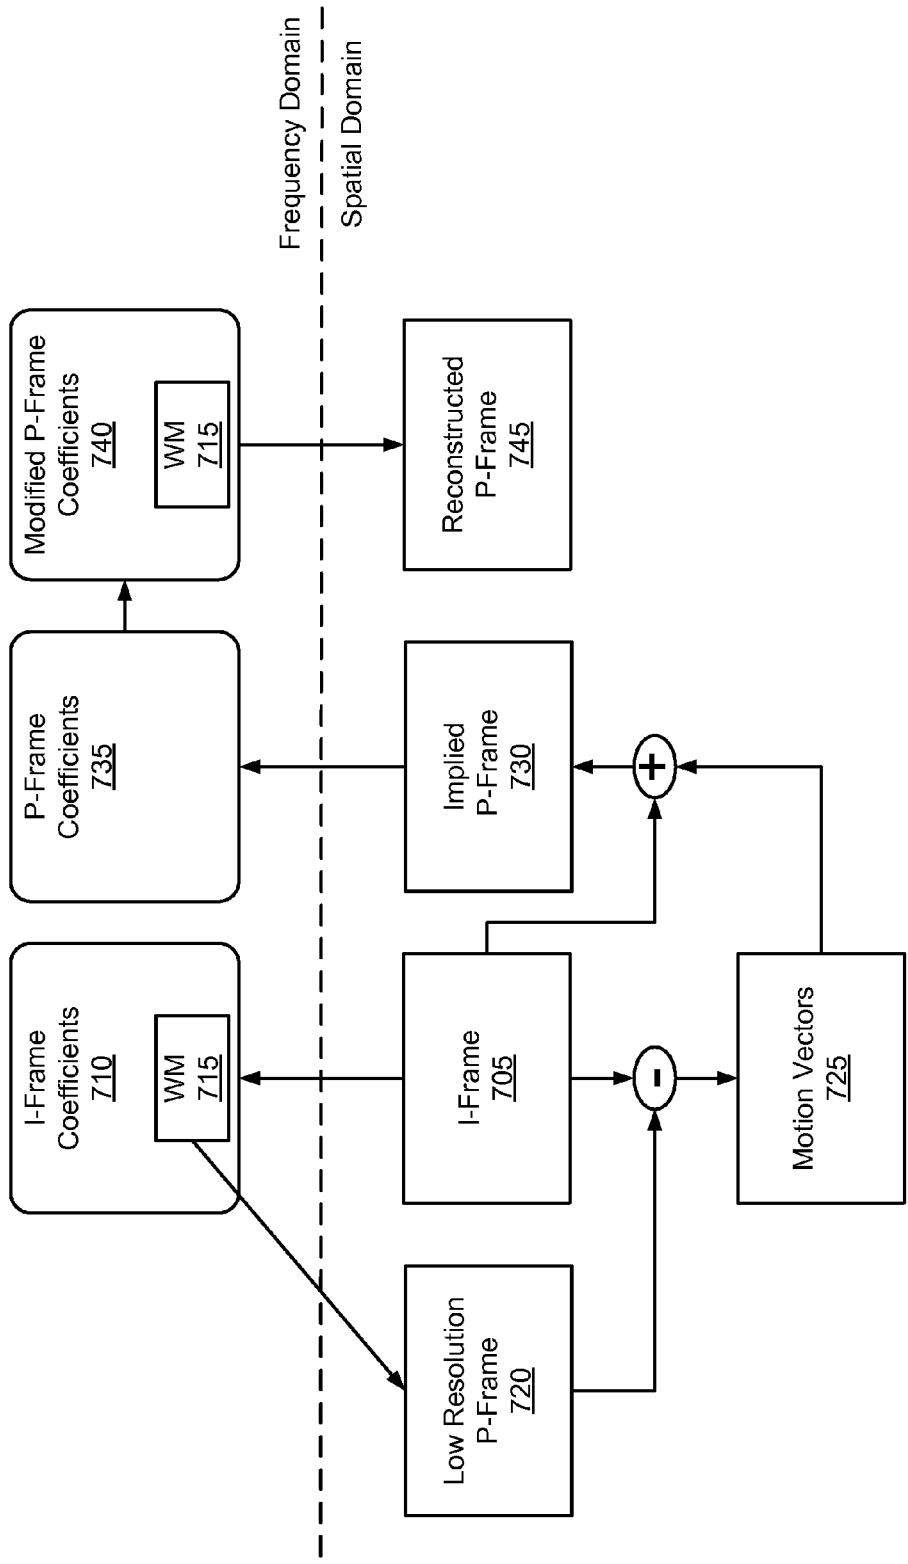 I-Frame
Coefficients
710
WM
715
P-Frame
Coefficients
735
Modified P-Frame
Coefficients
740
WM
715
Frequency Domain
Spatial Domain
Low Resolution
P-Frame
720
I-Frame
705
Implied
P-Frame
730
Reconstructed
P-Frame
745
-
+
Motion Vectors
725